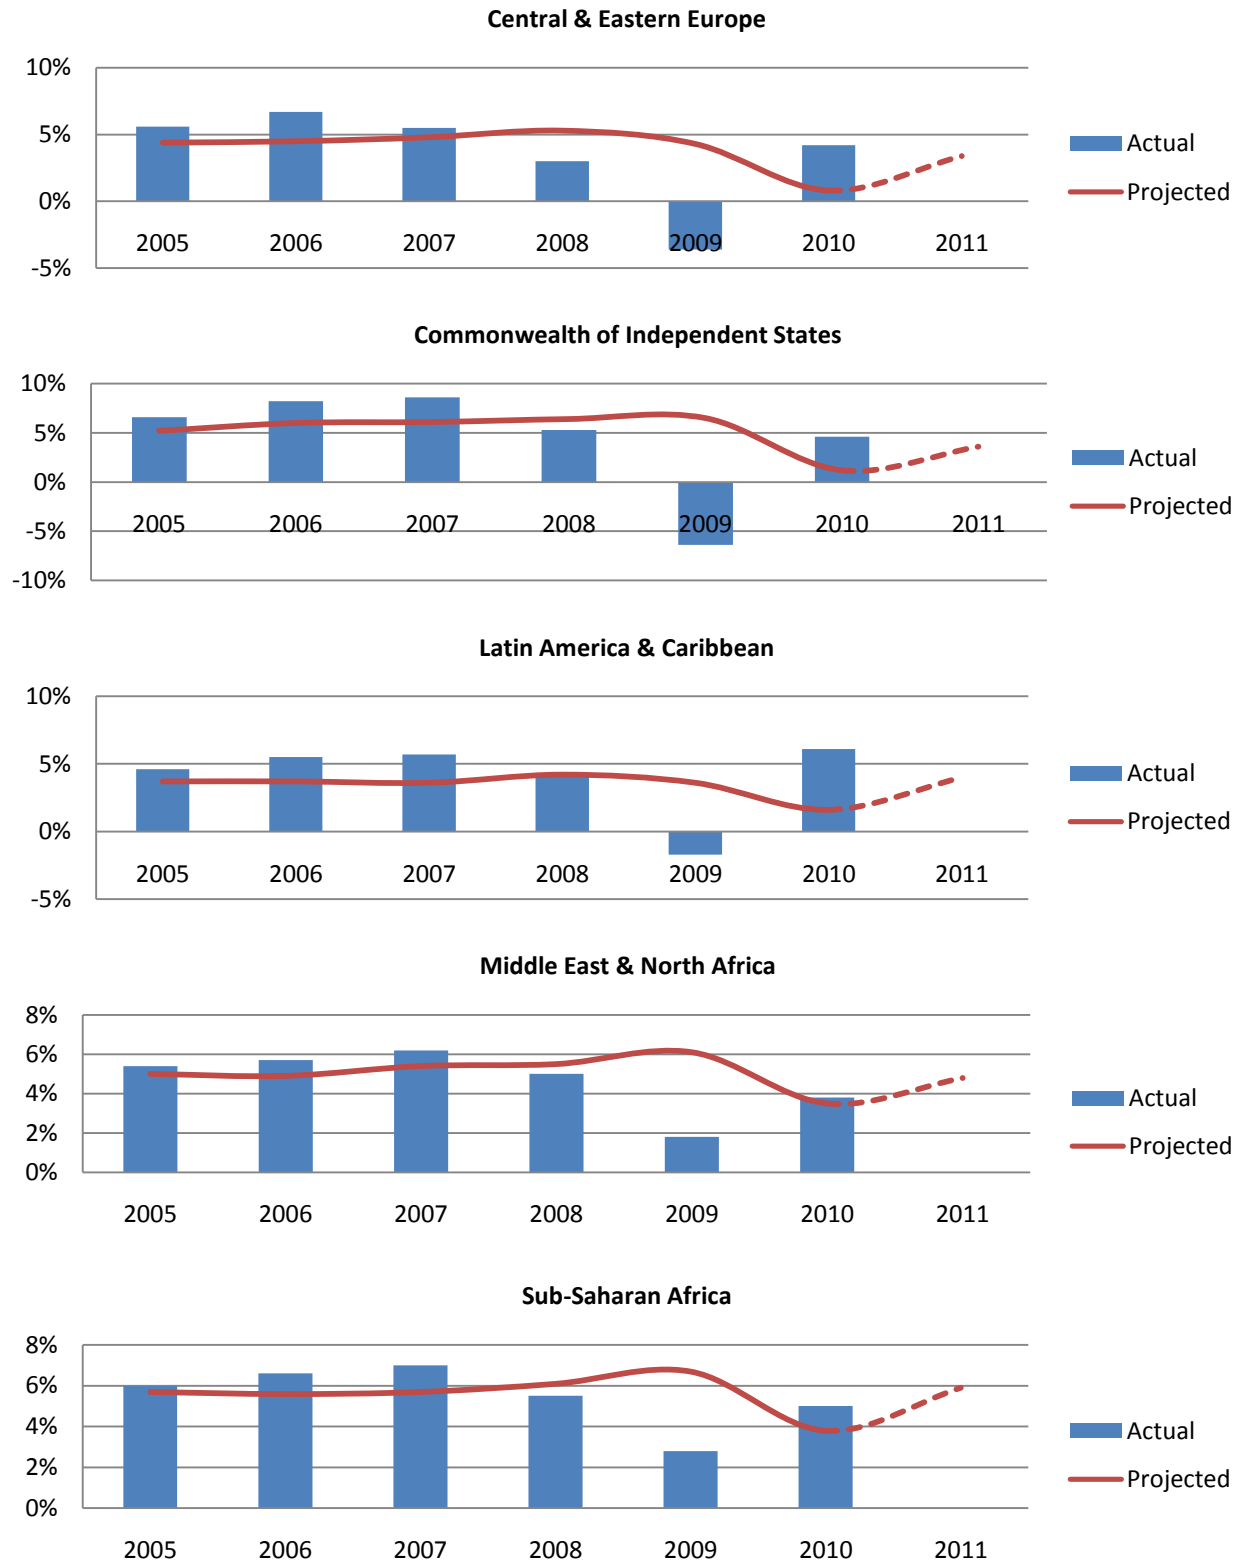 Central & Eastern Europe
10%
5%
0%
-5%
2005 2006 2007 2008 2009 2010 2011
Actual
Projected
Commonwealth of Independent States
10%
5%
0%
-5%
-10%
2005 2006 2007 2008 2009 2010 2011
Actual
Projected
Latin America & Caribbean
10%
5%
0%
-5%
2005 2006 2007 2008 2009 2010 2011
Actual
Projected
Middle East & North Africa
8%
6%
4%
2%
0%
2005 2006 2007 2008 2009 2010 2011
Actual
Projected
Sub-Saharan Africa
8%
6%
4%
2%
0%
2005 2006 2007 2008 2009 2010 2011
Actual
Projected